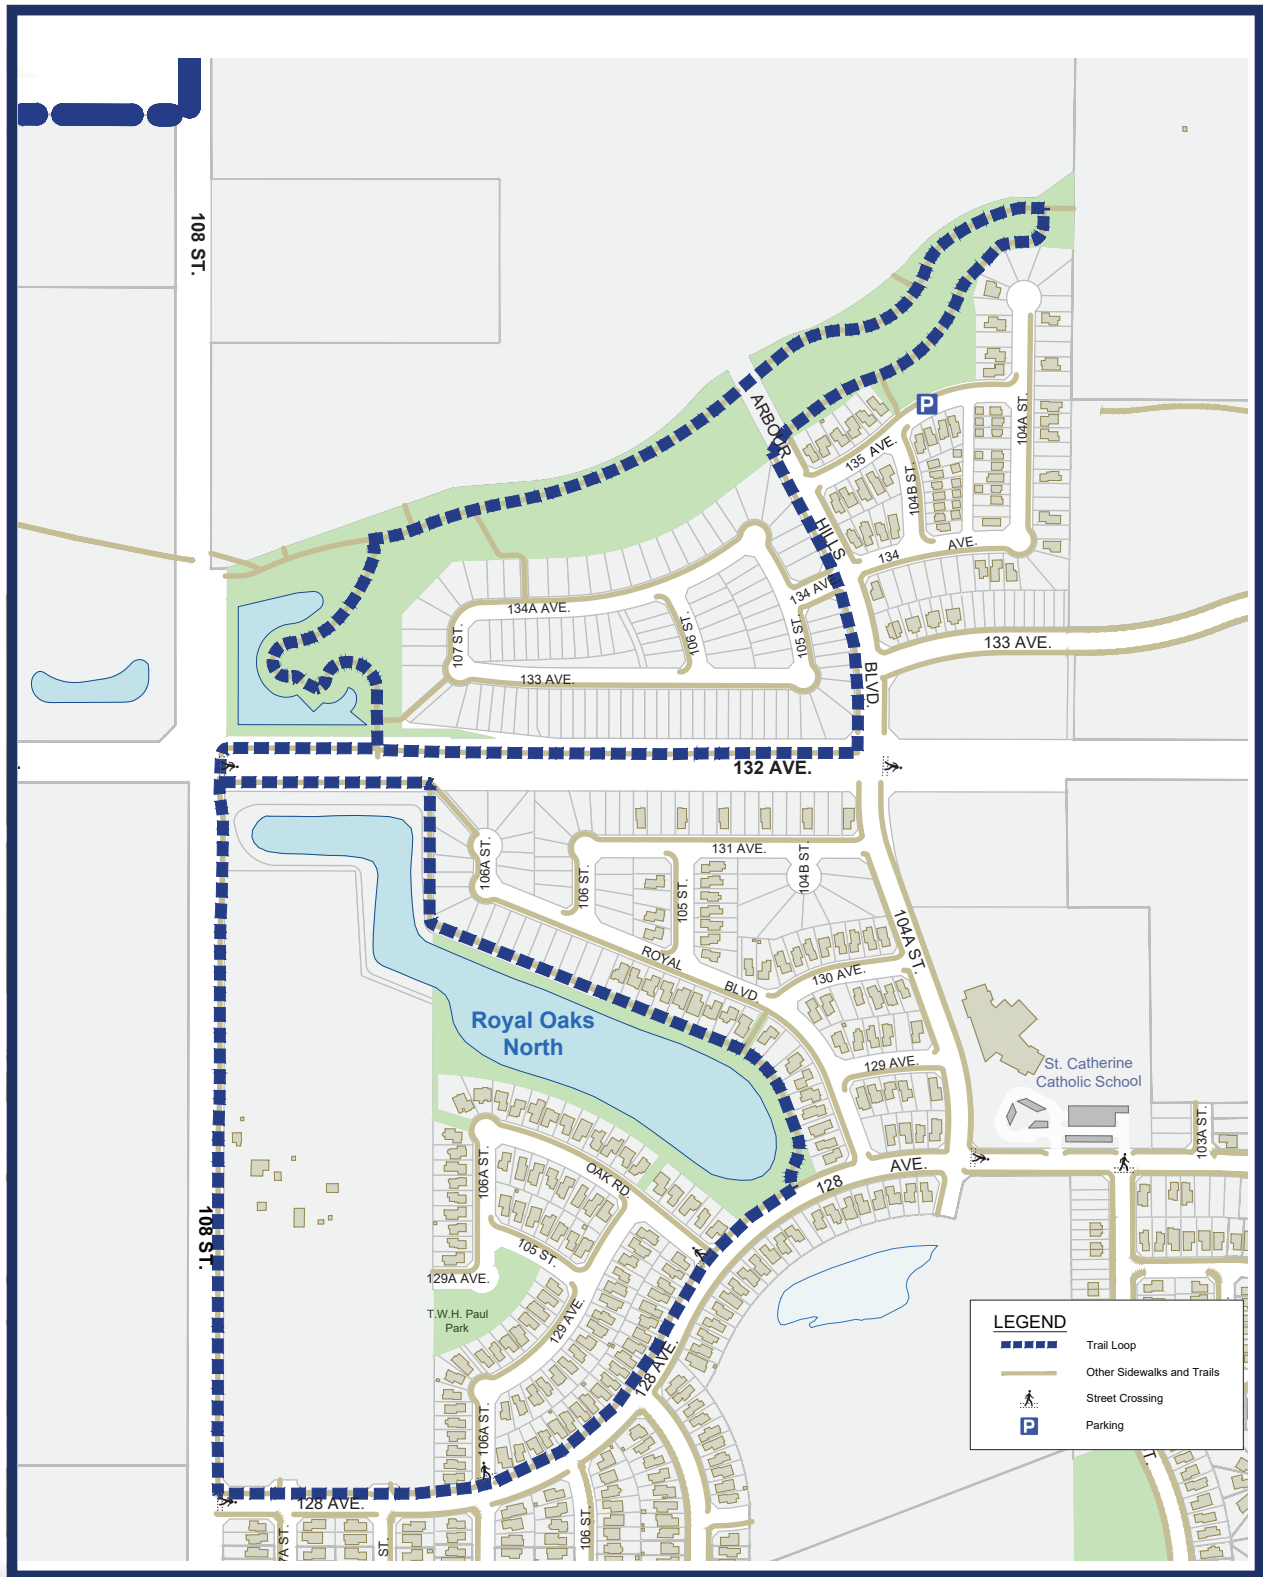 108 ST.
ARBOUR
HILLS
BLVD.
135 AVE.
104B ST.
104A ST.
134
AVE.
134 AVE
134A AVE.
107 ST.
106 ST.
105 ST.
133 AVE.
133 AVE.
132 AVE.
131 AVE.
104B ST.
106A ST.
106 ST.
105 ST.
ROYAL
BLVD.
104A ST.
130 AVE.
129 AVE.
Royal Oaks
North
St. Catherine
Catholic School
103A ST.
128
AVE.
OAK RD.
106A ST.
105 ST.
129A AVE.
T.W.H. Paul
Park
129 AVE.
108 ST.
128 AVE.
106A ST.
128 AVE.
106 ST.
7A ST.
ST.
T.
P
LEGEND
Trail Loop
Other Sidewalks and Trails
Street Crossing
P
Parking